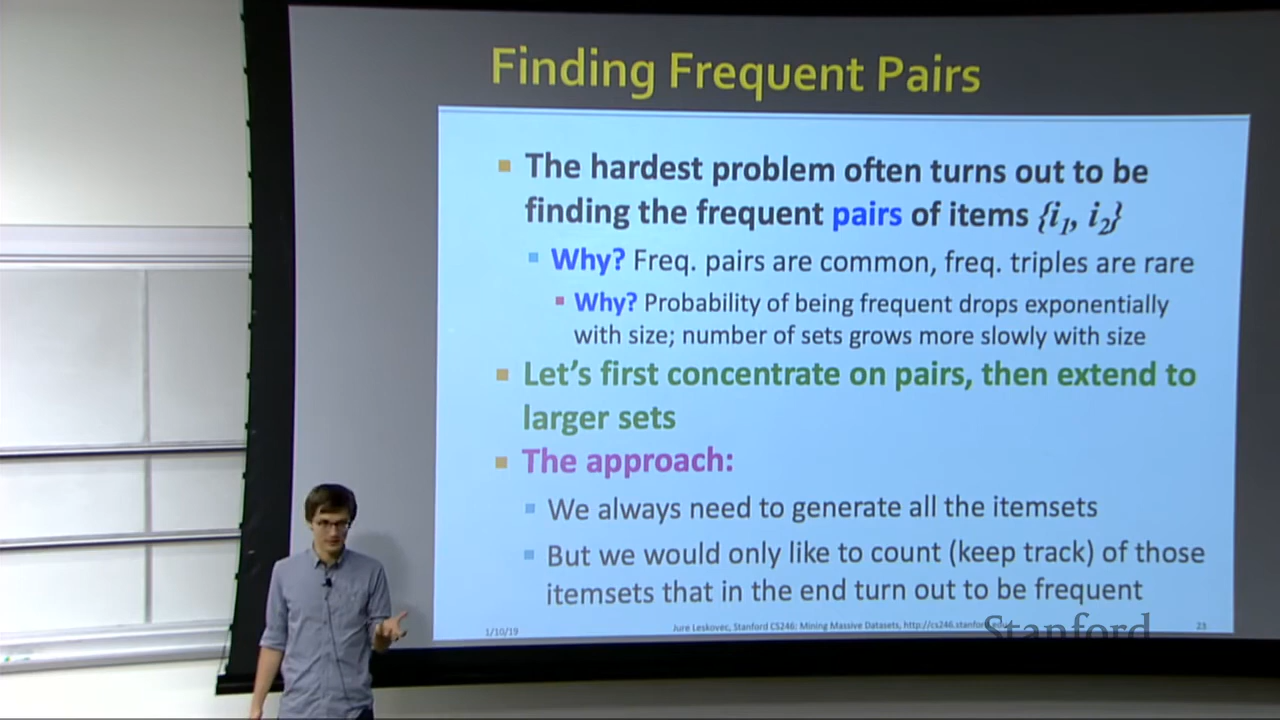 Finding Frequent Pairs
The hardest problem often turns out to be
finding the frequent pairs of items {i1, i2}
Why? Freq. pairs are common, freq. triples are rare
Why? Probability of being frequent drops exponentially
with size; number of sets grows more slowly with size
Let's first concentrate on pairs, then extend to
larger sets
The approach:
We always need to generate all the itemsets
But we would only like to count (keep track) of those
itemsets that in the end turn out to be frequent
1/10/19
Jure Leskovec, Stanford CS246: Mining Massive Datasets,
23
Stanford